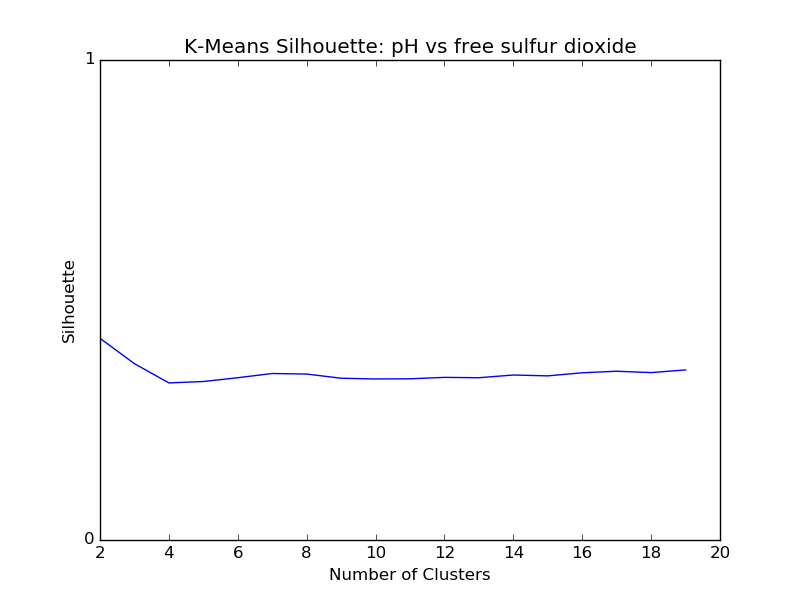 K-Means Silhouette: pH vs free sulfur dioxide
1
Silhouette
0
2 4 6 8 10 12 14 16 18 20
Number of Clusters